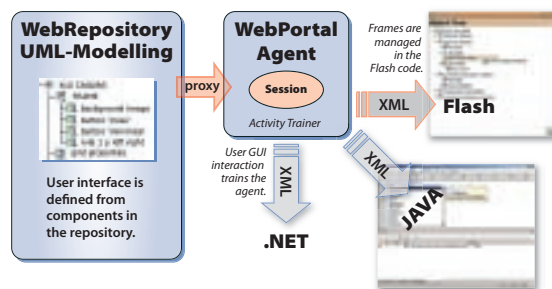 WebRepository
UML-Modelling
User interface is
defined from
components in
the repository.
proxy
WebPortal
Agent
Session
Activity Trainer
User GUI
interaction
trains the
agent.
XML
.NET
XML
Frames are
managed
in the
Flash code.
Flash
XML
JAVA